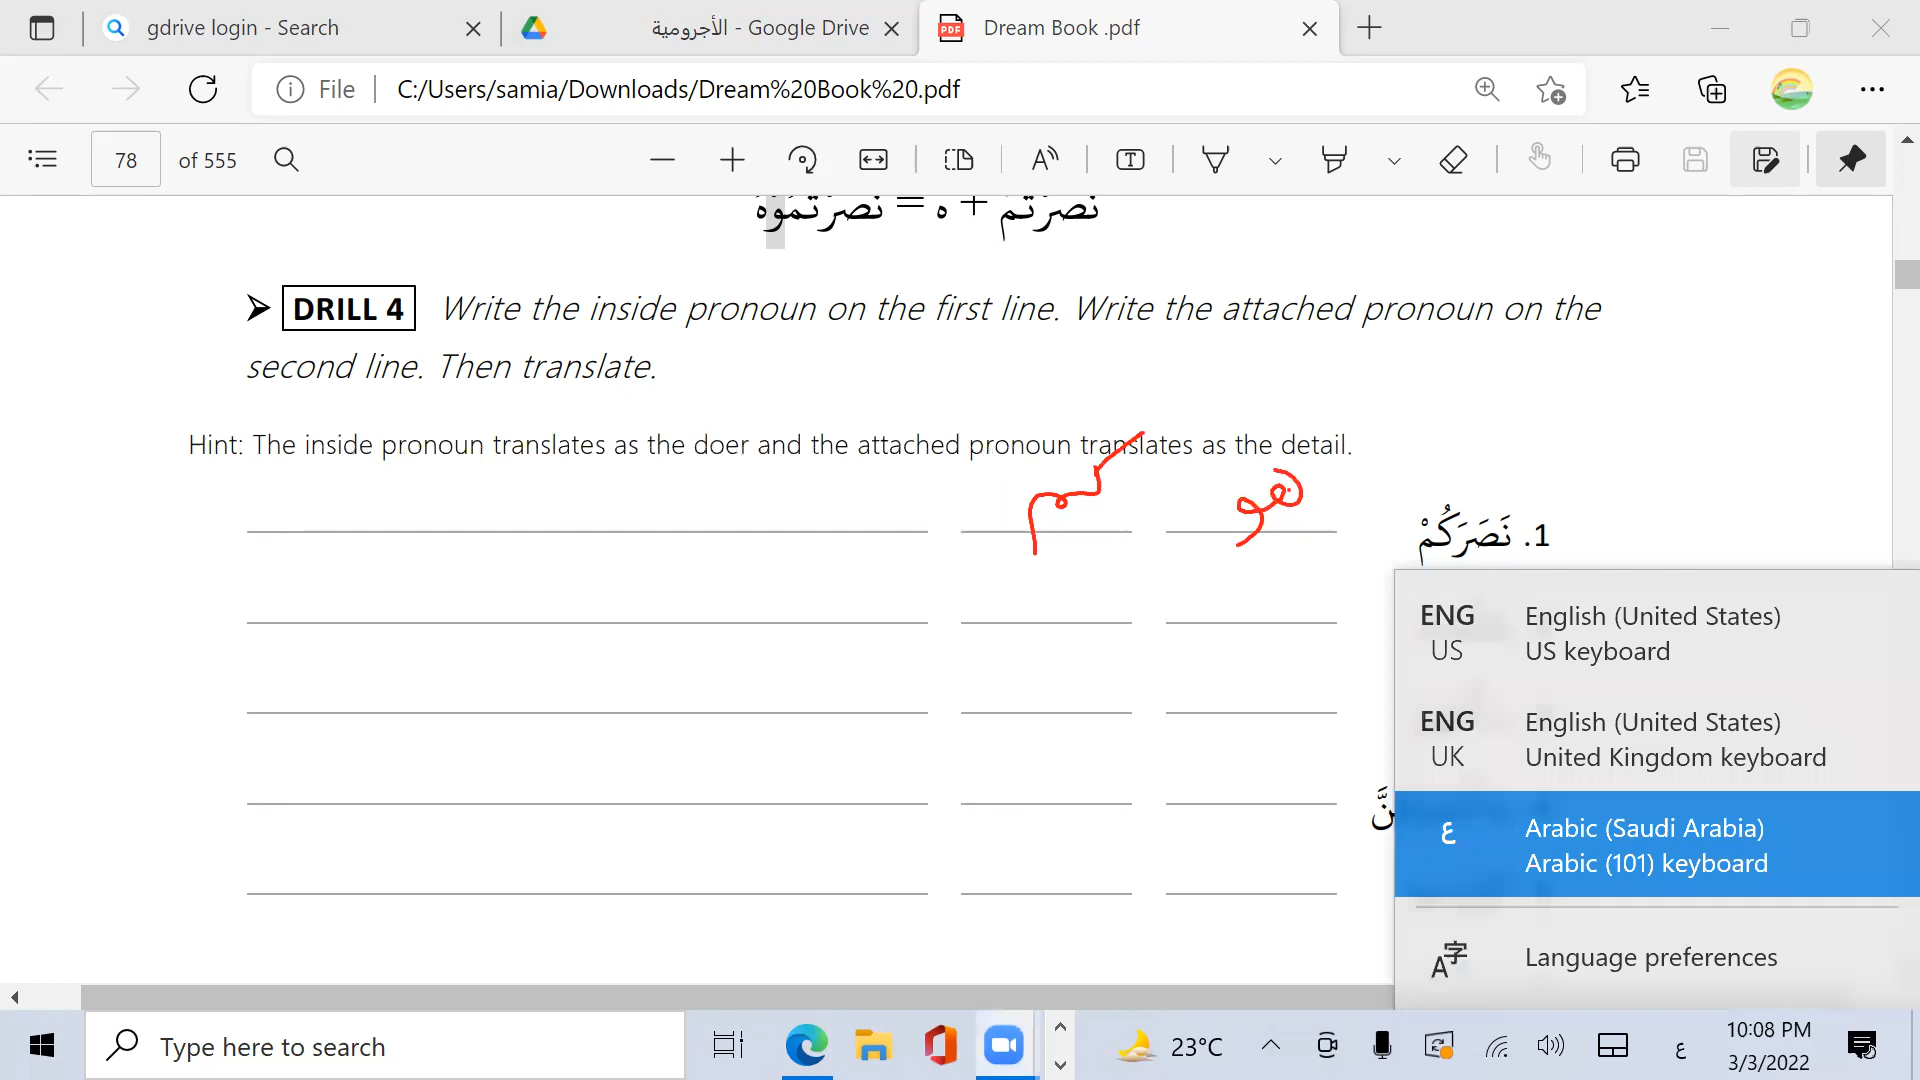 gdrive login - Search
الأجرومية - Google Drive
Dream Book .pdf
File
C:/Users/samia/Downloads/Dream%20Book%20.pdf
78
of 555
نَصَرْتُمْ + ه = نَصَرْتُمُوْهُ
DRILL 4 Write the inside pronoun on the first line. Write the attached pronoun on the
second line. Then translate.
Hint: The inside pronoun translates as the doer and the attached pronoun translates as the detail.
1. نَصَرَكُمْ
هو
كم
نَّ
ENG English (United States)
US US keyboard
ENG English (United States)
UK United Kingdom keyboard
ع Arabic (Saudi Arabia)
Arabic (101) keyboard
Language preferences
Type here to search
23°C
ع
10:08 PM
3/3/2022